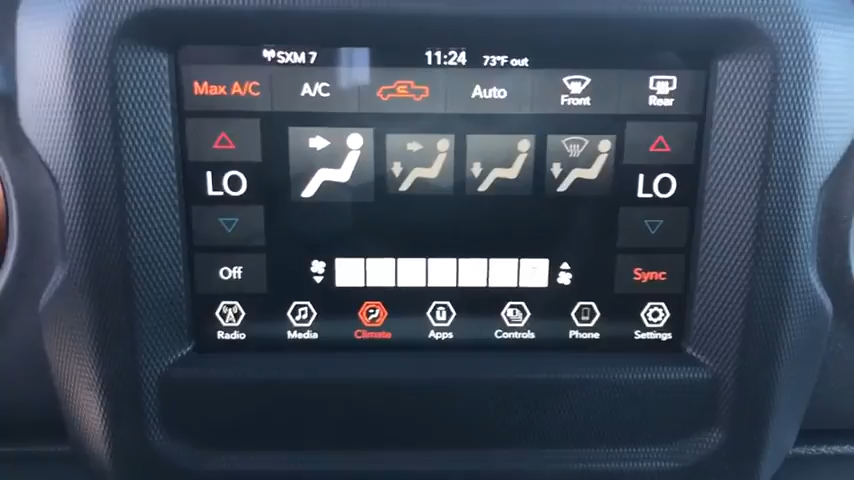 SXM 7 11:24 73°F out
Max A/C A/C Auto Front Rear
LO LO
Off Sync
Radio Media Climate Apps Controls Phone Settings